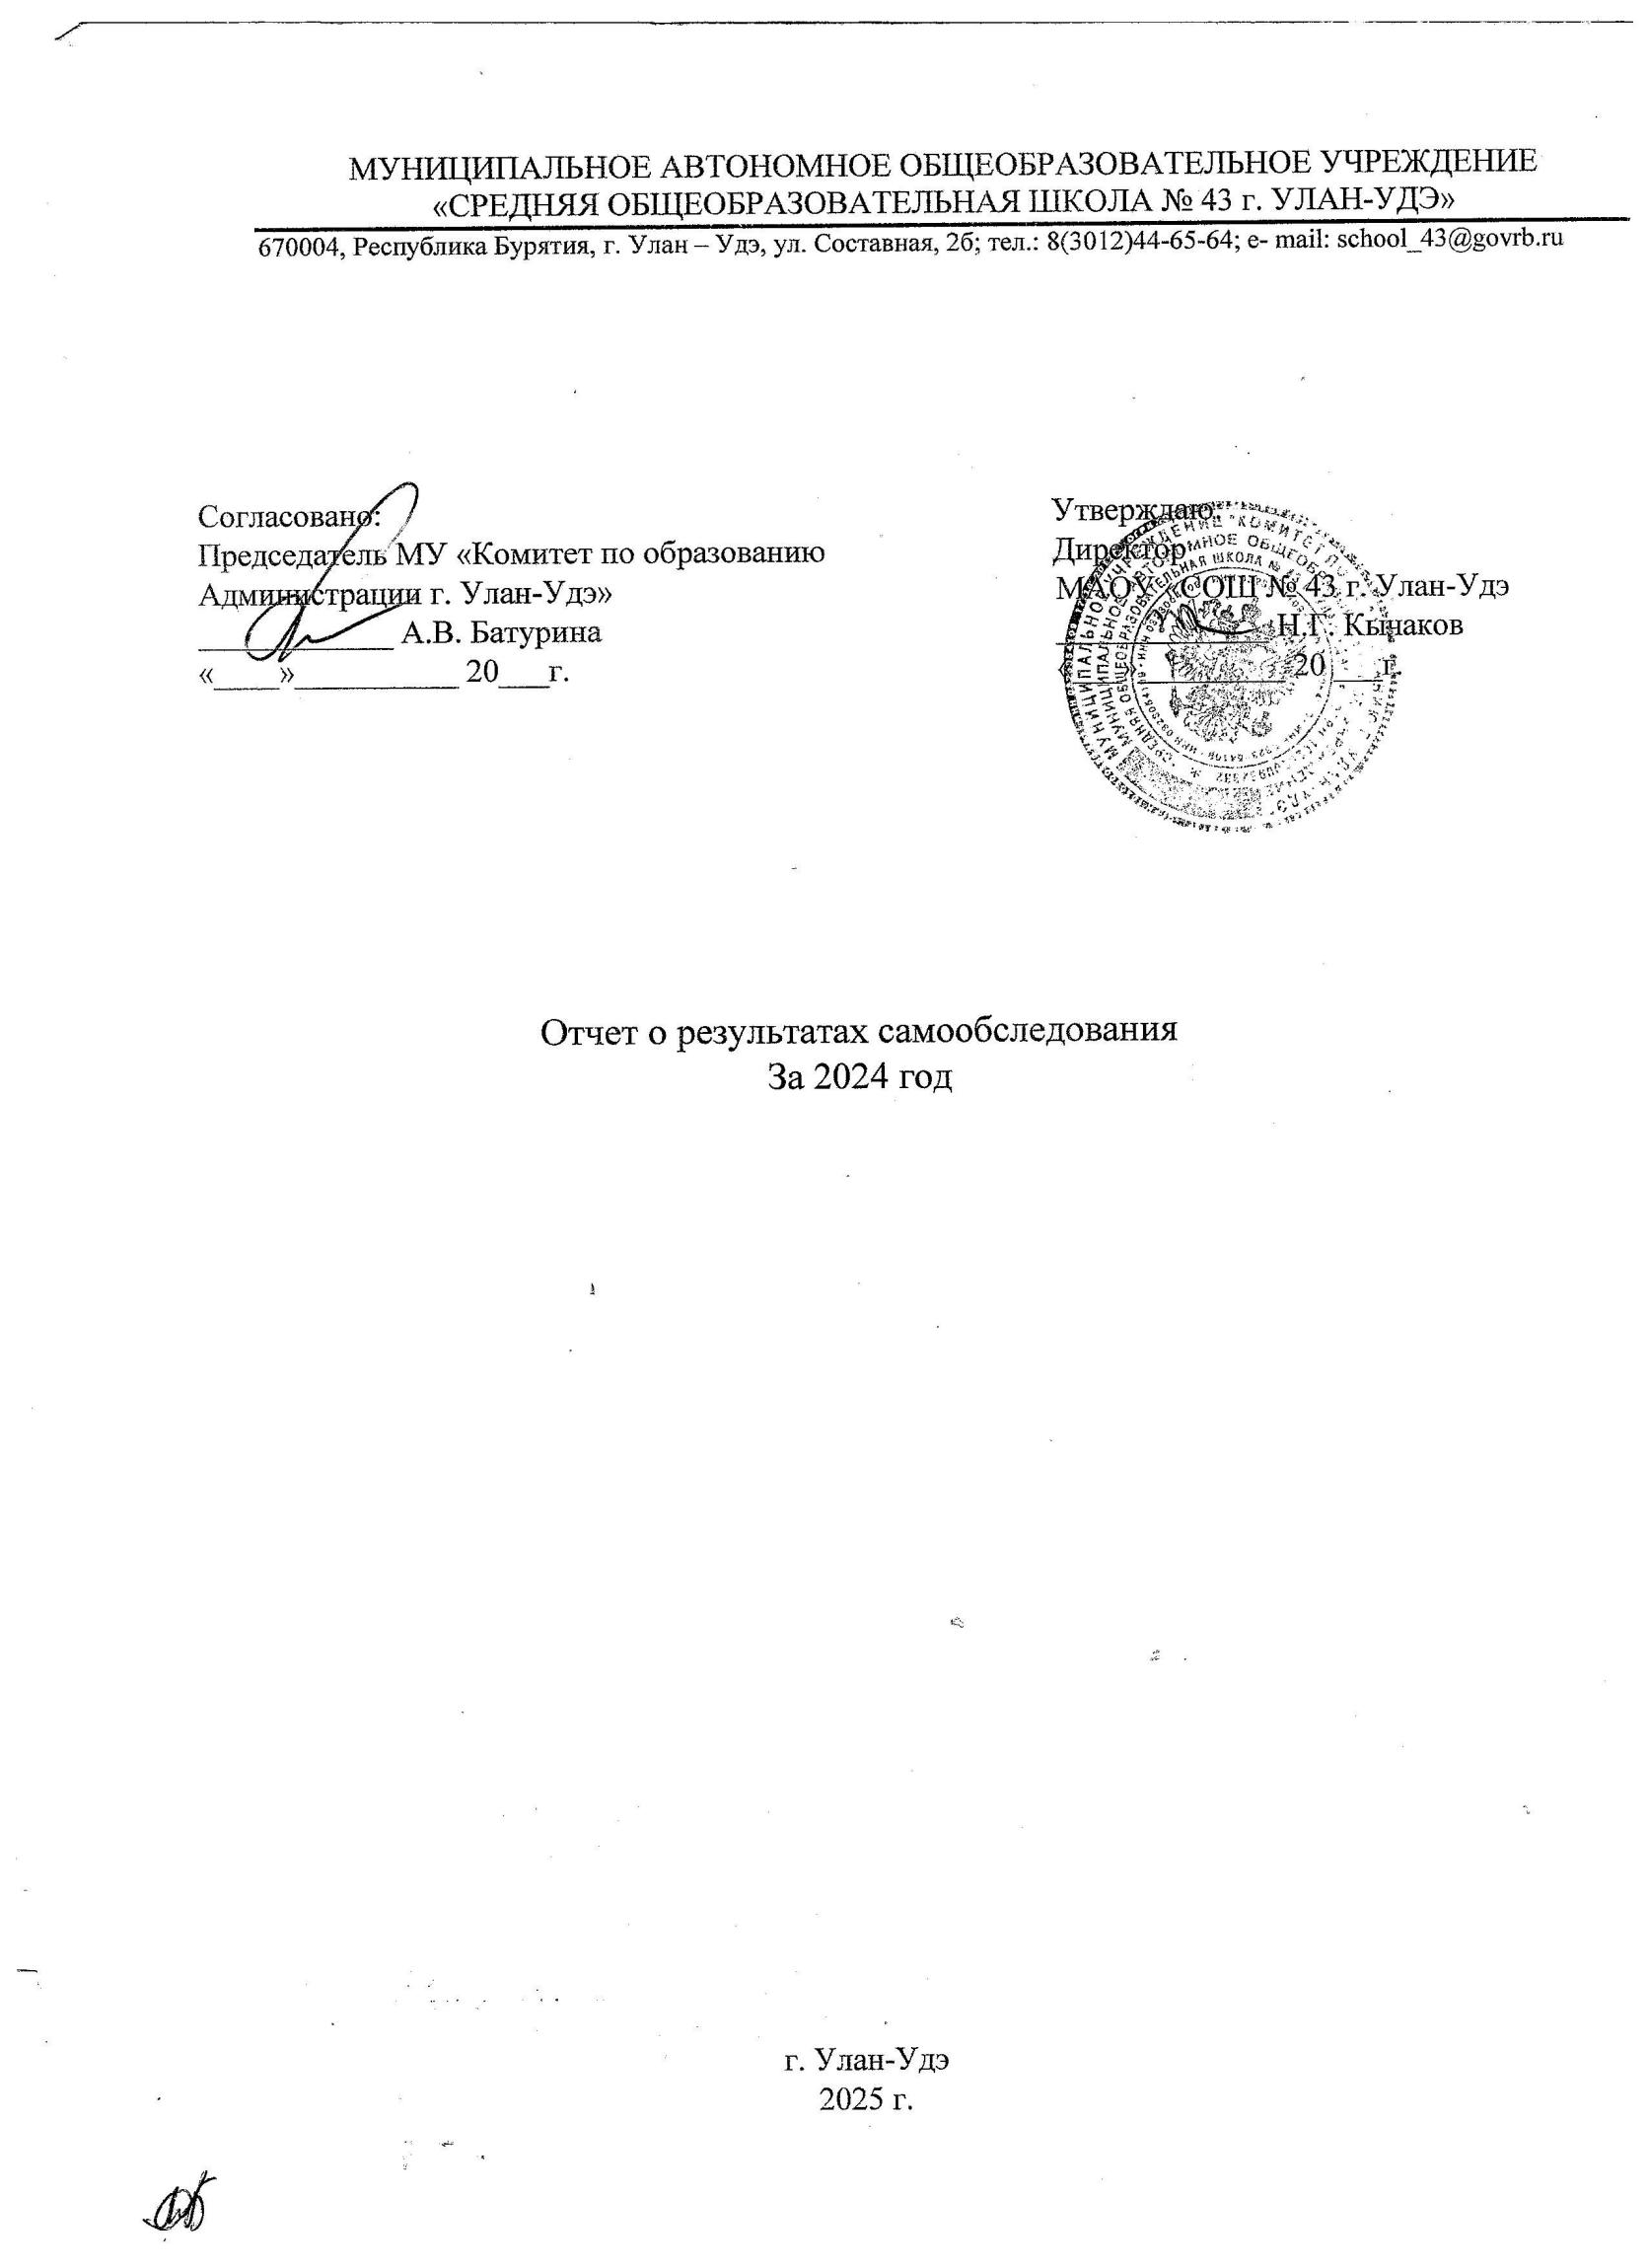 МУНИЦИПАЛЬНОЕ АВТОНОМНОЕ ОБЩЕОБРАЗОВАТЕЛЬНОЕ УЧРЕЖДЕНИЕ
«СРЕДНЯЯ ОБЩЕОБРАЗОВАТЕЛЬНАЯ ШКОЛА № 43 г. УЛАН-УДЭ»
670004, Республика Бурятия, г. Улан – Удэ, ул. Составная, 2б; тел.: 8(3012)44-65-64; e- mail: school_43@govrb.ru
Согласовано:
Председатель МУ «Комитет по образованию
Администрации г. Улан-Удэ»
____________ А.В. Батурина
«____»__________ 20___г.
Утверждаю
Директор
МАОУ «СОШ № 43 г. Улан-Удэ
____________ Н.Г. Кынаков
«____»__________ 20___г.
Отчет о результатах самообследования
За 2024 год
г. Улан-Удэ
2025 г.